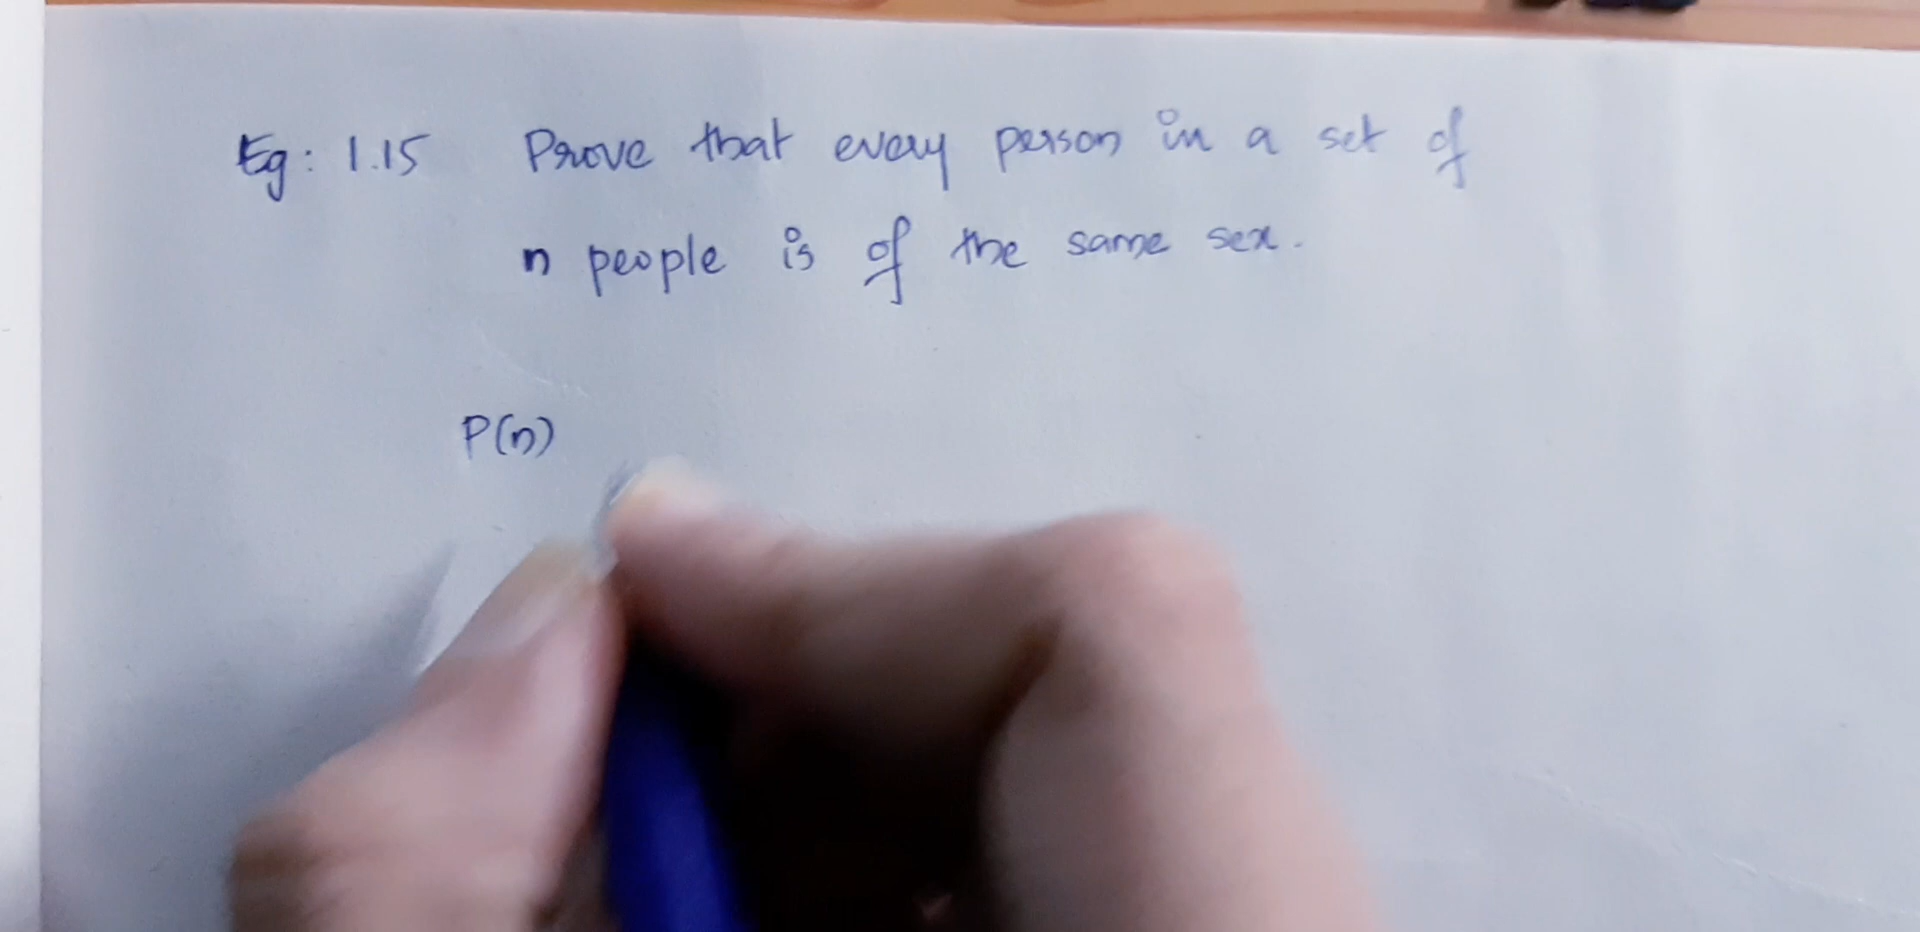 Eg: 1.15 Prove that every person in a set of
n people is of the same sex.
P(n)